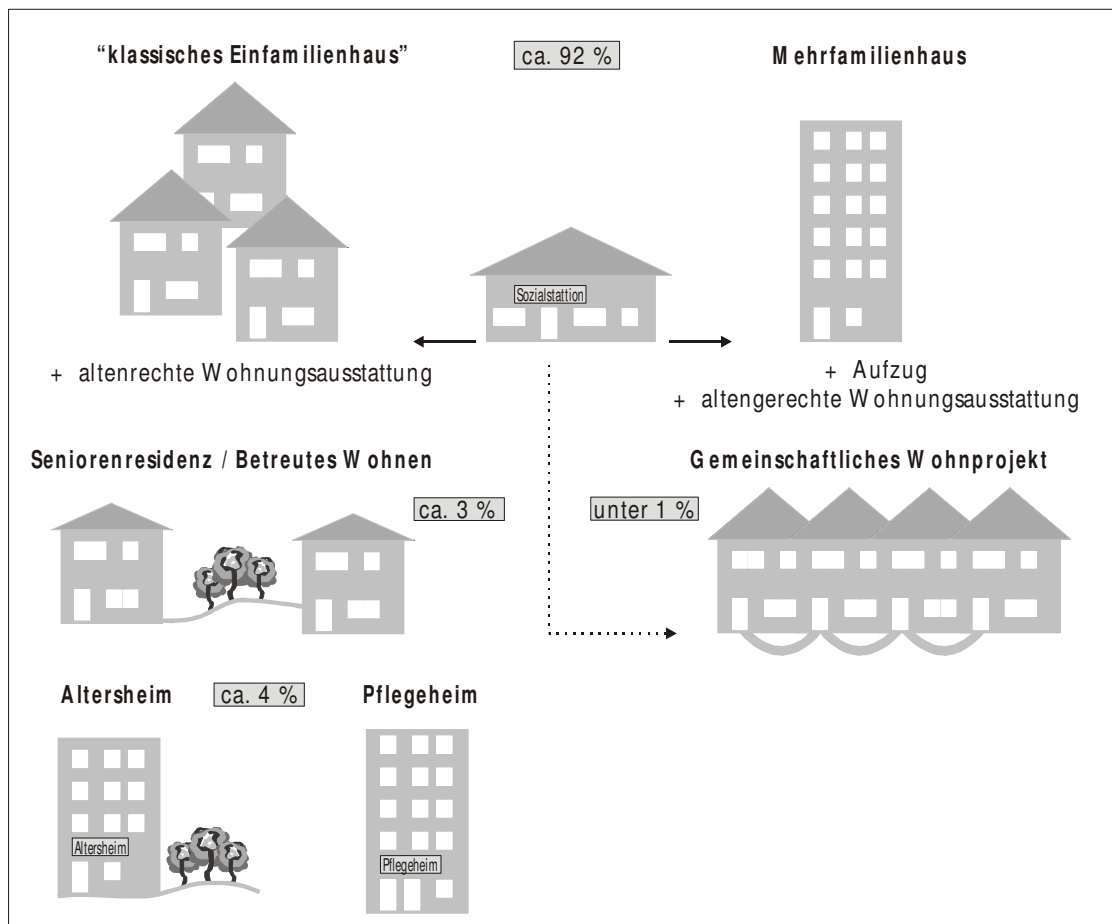 “klassisches Einfamilienhaus”
ca. 92 %
Mehrfamilienhaus
Sozialstattion
+ altenrechte Wohnungsausstattung
+ Aufzug
+ altengerechte Wohnungsausstattung
Seniorenresidenz / Betreutes Wohnen
Gemeinschaftliches Wohnprojekt
ca. 3 %
unter 1 %
Altersheim
ca. 4 %
Pflegeheim
Altersheim
Pflegeheim